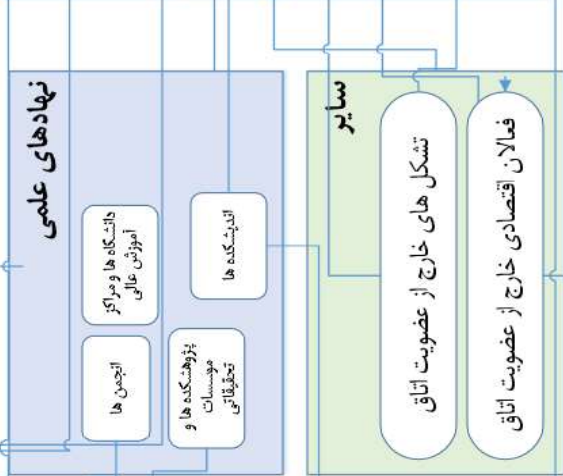 نهادهای علمی
دانشگاه ها و مراکز
آموزش عالی
انجمن ها
اندیشکده ها
پژوهشکده ها و
موسسات
تحقیقاتی
سایر
تشکل های خارج از عضویت اتاق
فعالان اقتصادی خارج از عضویت اتاق